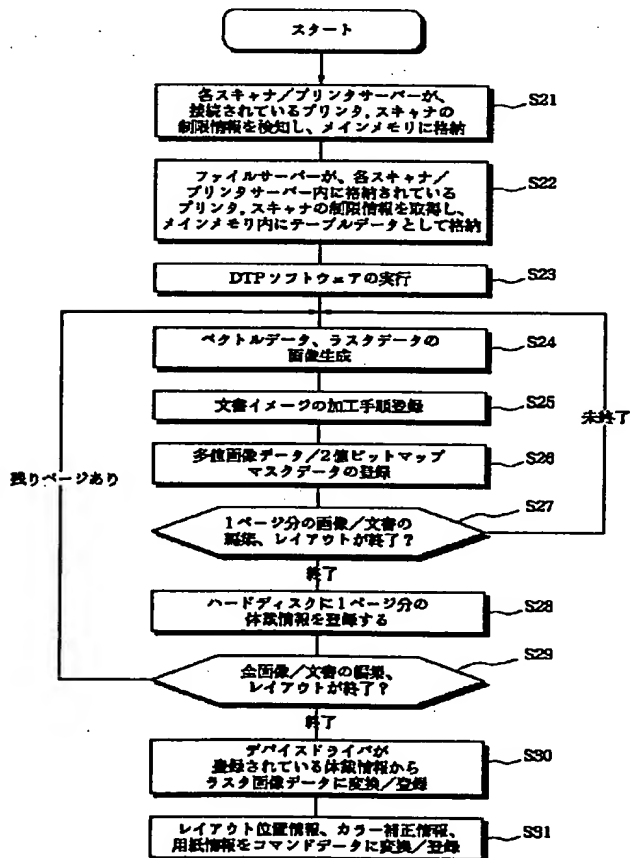 スタート
各スキャナ／プリンタサーバーが、
接続されているプリンタ，スキャナの
制限情報を検知し、メインメモリに格納
S21
ファイルサーバーが、各スキャナ／
プリンタサーバー内に格納されている
プリンタ，スキャナの制限情報を取得し、
メインメモリ内にテーブルデータとして格納
S22
DTPソフトウェアの実行
S23
ベクトルデータ、ラスタデータの
画像生成
S24
文書イメージの加工手順登録
S25
多値画像データ／2値ビットマップ
マスクデータの登録
S26
1ページ分の画像／文書の
編集、レイアウトが終了？
S27
未終了
残りページあり
終了
ハードディスクに1ページ分の
体裁情報を登録する
S28
全画像／文書の編集、
レイアウトが終了？
S29
終了
デバイスドライバが
登録されている体裁情報から
ラスタ画像データに変換／登録
S30
レイアウト位置情報、カラー補正情報、
用紙情報をコマンドデータに変換／登録
S31